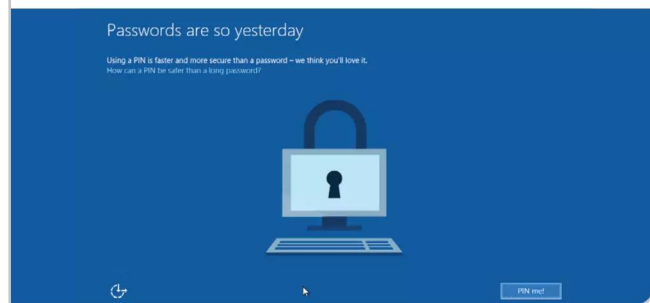 Passwords are so yesterday
Using a PIN is faster and more secure than a password – we think you'll love it.
How can a PIN be safer than a long password?
PIN me!